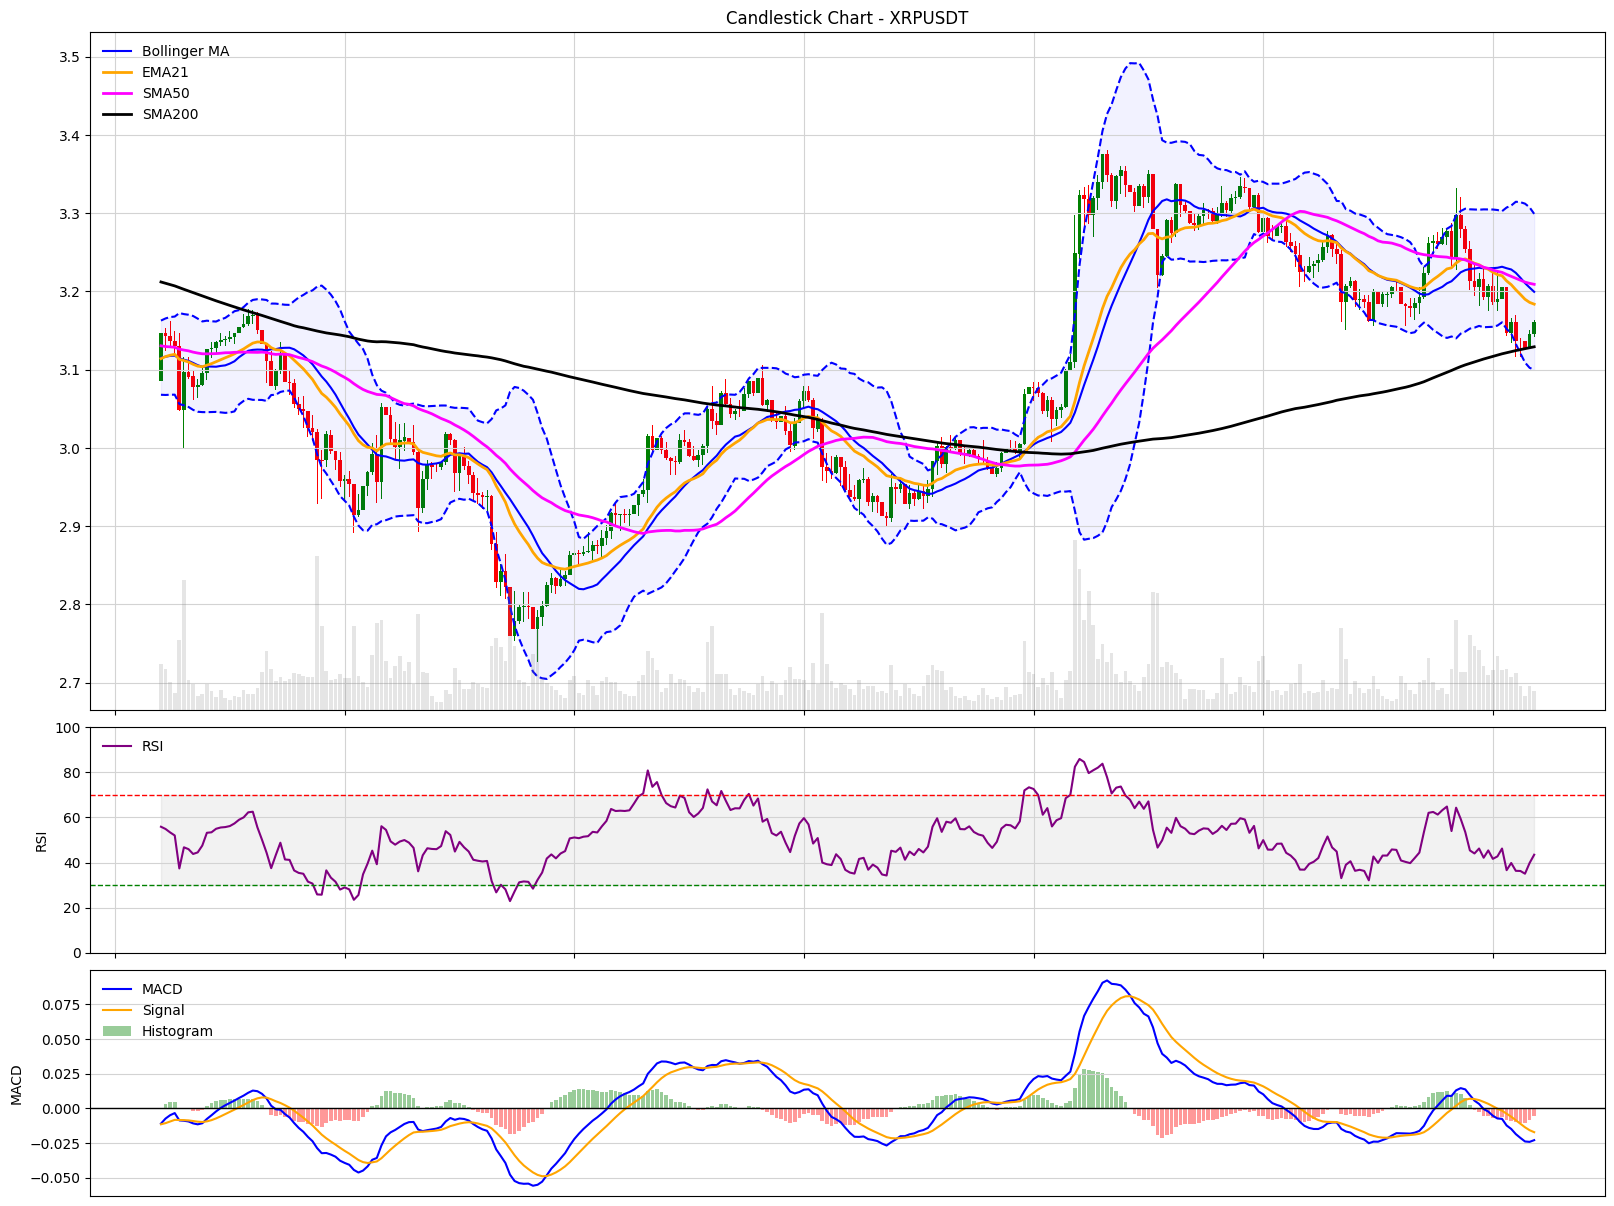 Candlestick Chart - XRPUSDT
Bollinger MA
EMA21
SMA50
SMA200
3.5
3.4
3.3
3.2
3.1
3.0
2.9
2.8
2.7
RSI
RSI
100
80
60
40
20
0
MACD
Signal
Histogram
MACD
0.075
0.050
0.025
0.000
−0.025
−0.050